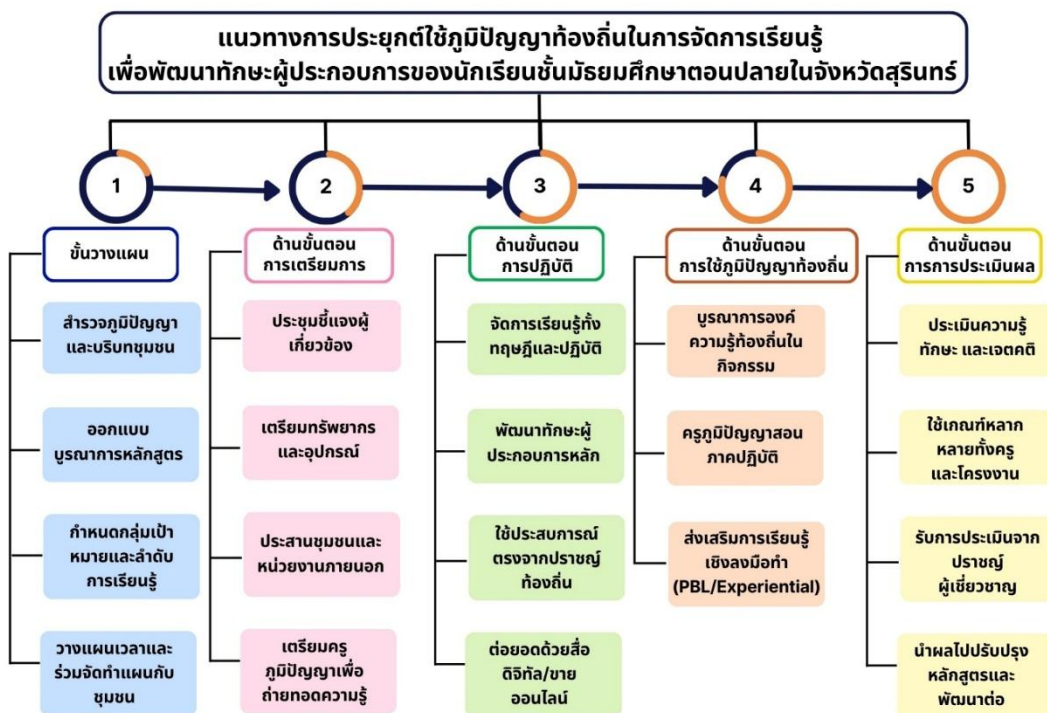 แนวทางการประยุกต์ใช้ภูมิปัญญาท้องถิ่นในการจัดการเรียนรู้
เพื่อพัฒนาทักษะผู้ประกอบการของนักเรียนชั้นมัธยมศึกษาตอนปลายในจังหวัดสุรินทร์
1
2
3
4
5
ขั้นวางแผน
สำรวจภูมิปัญญา
และบริบทชุมชน
ออกแบบ
บูรณาการหลักสูตร
กำหนดกลุ่มเป้า
หมายและลำดับ
การเรียนรู้
วางแผนเวลาและ
ร่วมจัดทำแผนกับ
ชุมชน
ด้านขั้นตอน
การเตรียมการ
ประชุมชี้แจงผู้
เกี่ยวข้อง
เตรียมทรัพยากร
และอุปกรณ์
ประสานชุมชนและ
หน่วยงานภายนอก
เตรียมครู
ภูมิปัญญาเพื่อ
ถ่ายทอดความรู้
ด้านขั้นตอน
การปฏิบัติ
จัดการเรียนรู้ทั้ง
ทฤษฎีและปฏิบัติ
พัฒนาทักษะผู้
ประกอบการหลัก
ใช้ประสบการณ์
ตรงจากปราชญ์
ท้องถิ่น
ต่อยอดด้วยสื่อ
ดิจิทัล/ขาย
ออนไลน์
ด้านขั้นตอน
การใช้ภูมิปัญญาท้องถิ่น
บูรณาการองค์
ความรู้ท้องถิ่นใน
กิจกรรม
ครูภูมิปัญญาสอน
ภาคปฏิบัติ
ส่งเสริมการเรียนรู้
เชิงลงมือทำ
(PBL/Experiential)
ด้านขั้นตอน
การการประเมินผล
ประเมินความรู้
ทักษะ และเจตคติ
ใช้เกณฑ์หลาก
หลายทั้งครู
และโครงงาน
รับการประเมินจาก
ปราชญ์
ผู้เชี่ยวชาญ
นำผลไปปรับปรุง
หลักสูตรและ
พัฒนาต่อ